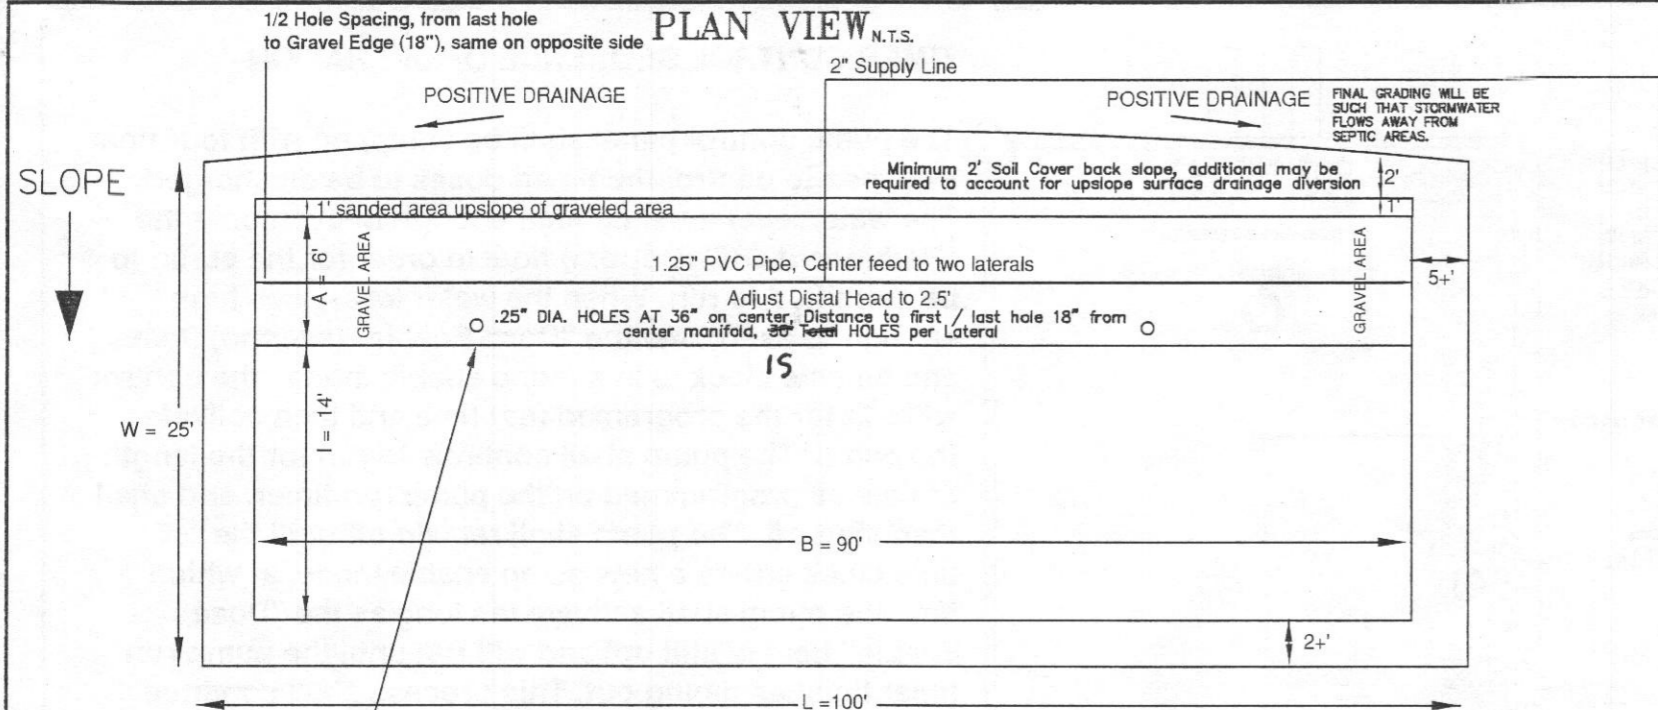 1/2 Hole Spacing, from last hole
to Gravel Edge (18"), same on opposite side
PLAN VIEW N.T.S.
2" Supply Line
POSITIVE DRAINAGE
POSITIVE DRAINAGE
FINAL GRADING WILL BE
SUCH THAT STORMWATER
FLOWS AWAY FROM
SEPTIC AREAS.
SLOPE
Minimum 2' Soil Cover back slope, additional may be
required to account for upslope surface drainage diversion
2'
1'
1' sanded area upslope of graveled area
A = 6'
GRAVEL AREA
1.25" PVC Pipe, Center feed to two laterals
GRAVEL AREA
5+'
Adjust Distal Head to 2.5'
.25" DIA. HOLES AT 36" on center, Distance to first / last hole 18" from
center manifold, 30 Total HOLES per Lateral
15
I = 14'
W = 25'
B = 90'
2+'
L =100'